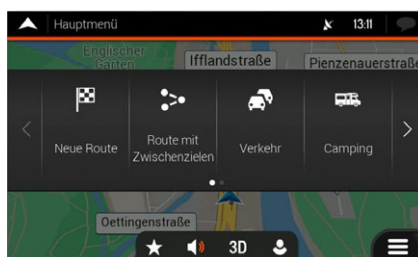 Hauptmenü
13:11
Englischer
Garten
Ifflandstraße
Pienzenauerstraße
Neue Route
Route mit
Zwischenzielen
Verkehr
Camping
Oettingenstraße
3D